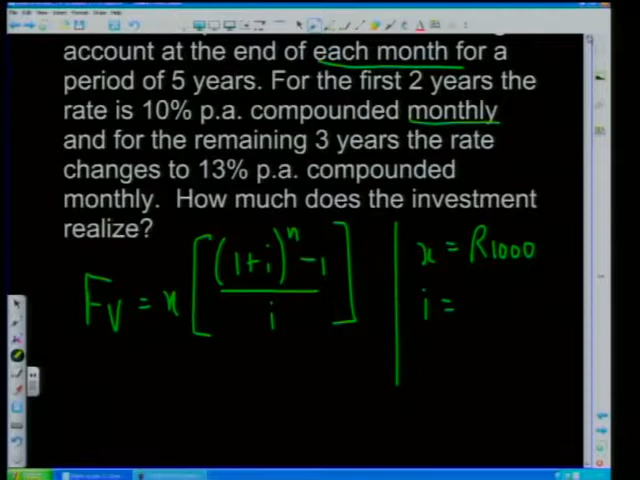 account at the end of each month for a
period of 5 years. For the first 2 years the
rate is 10% p.a. compounded monthly
and for the remaining 3 years the rate
changes to 13% p.a. compounded
monthly. How much does the investment
realize?
Fv = x [ ((1+i)^n - 1) / i ]
x = R1000
i =